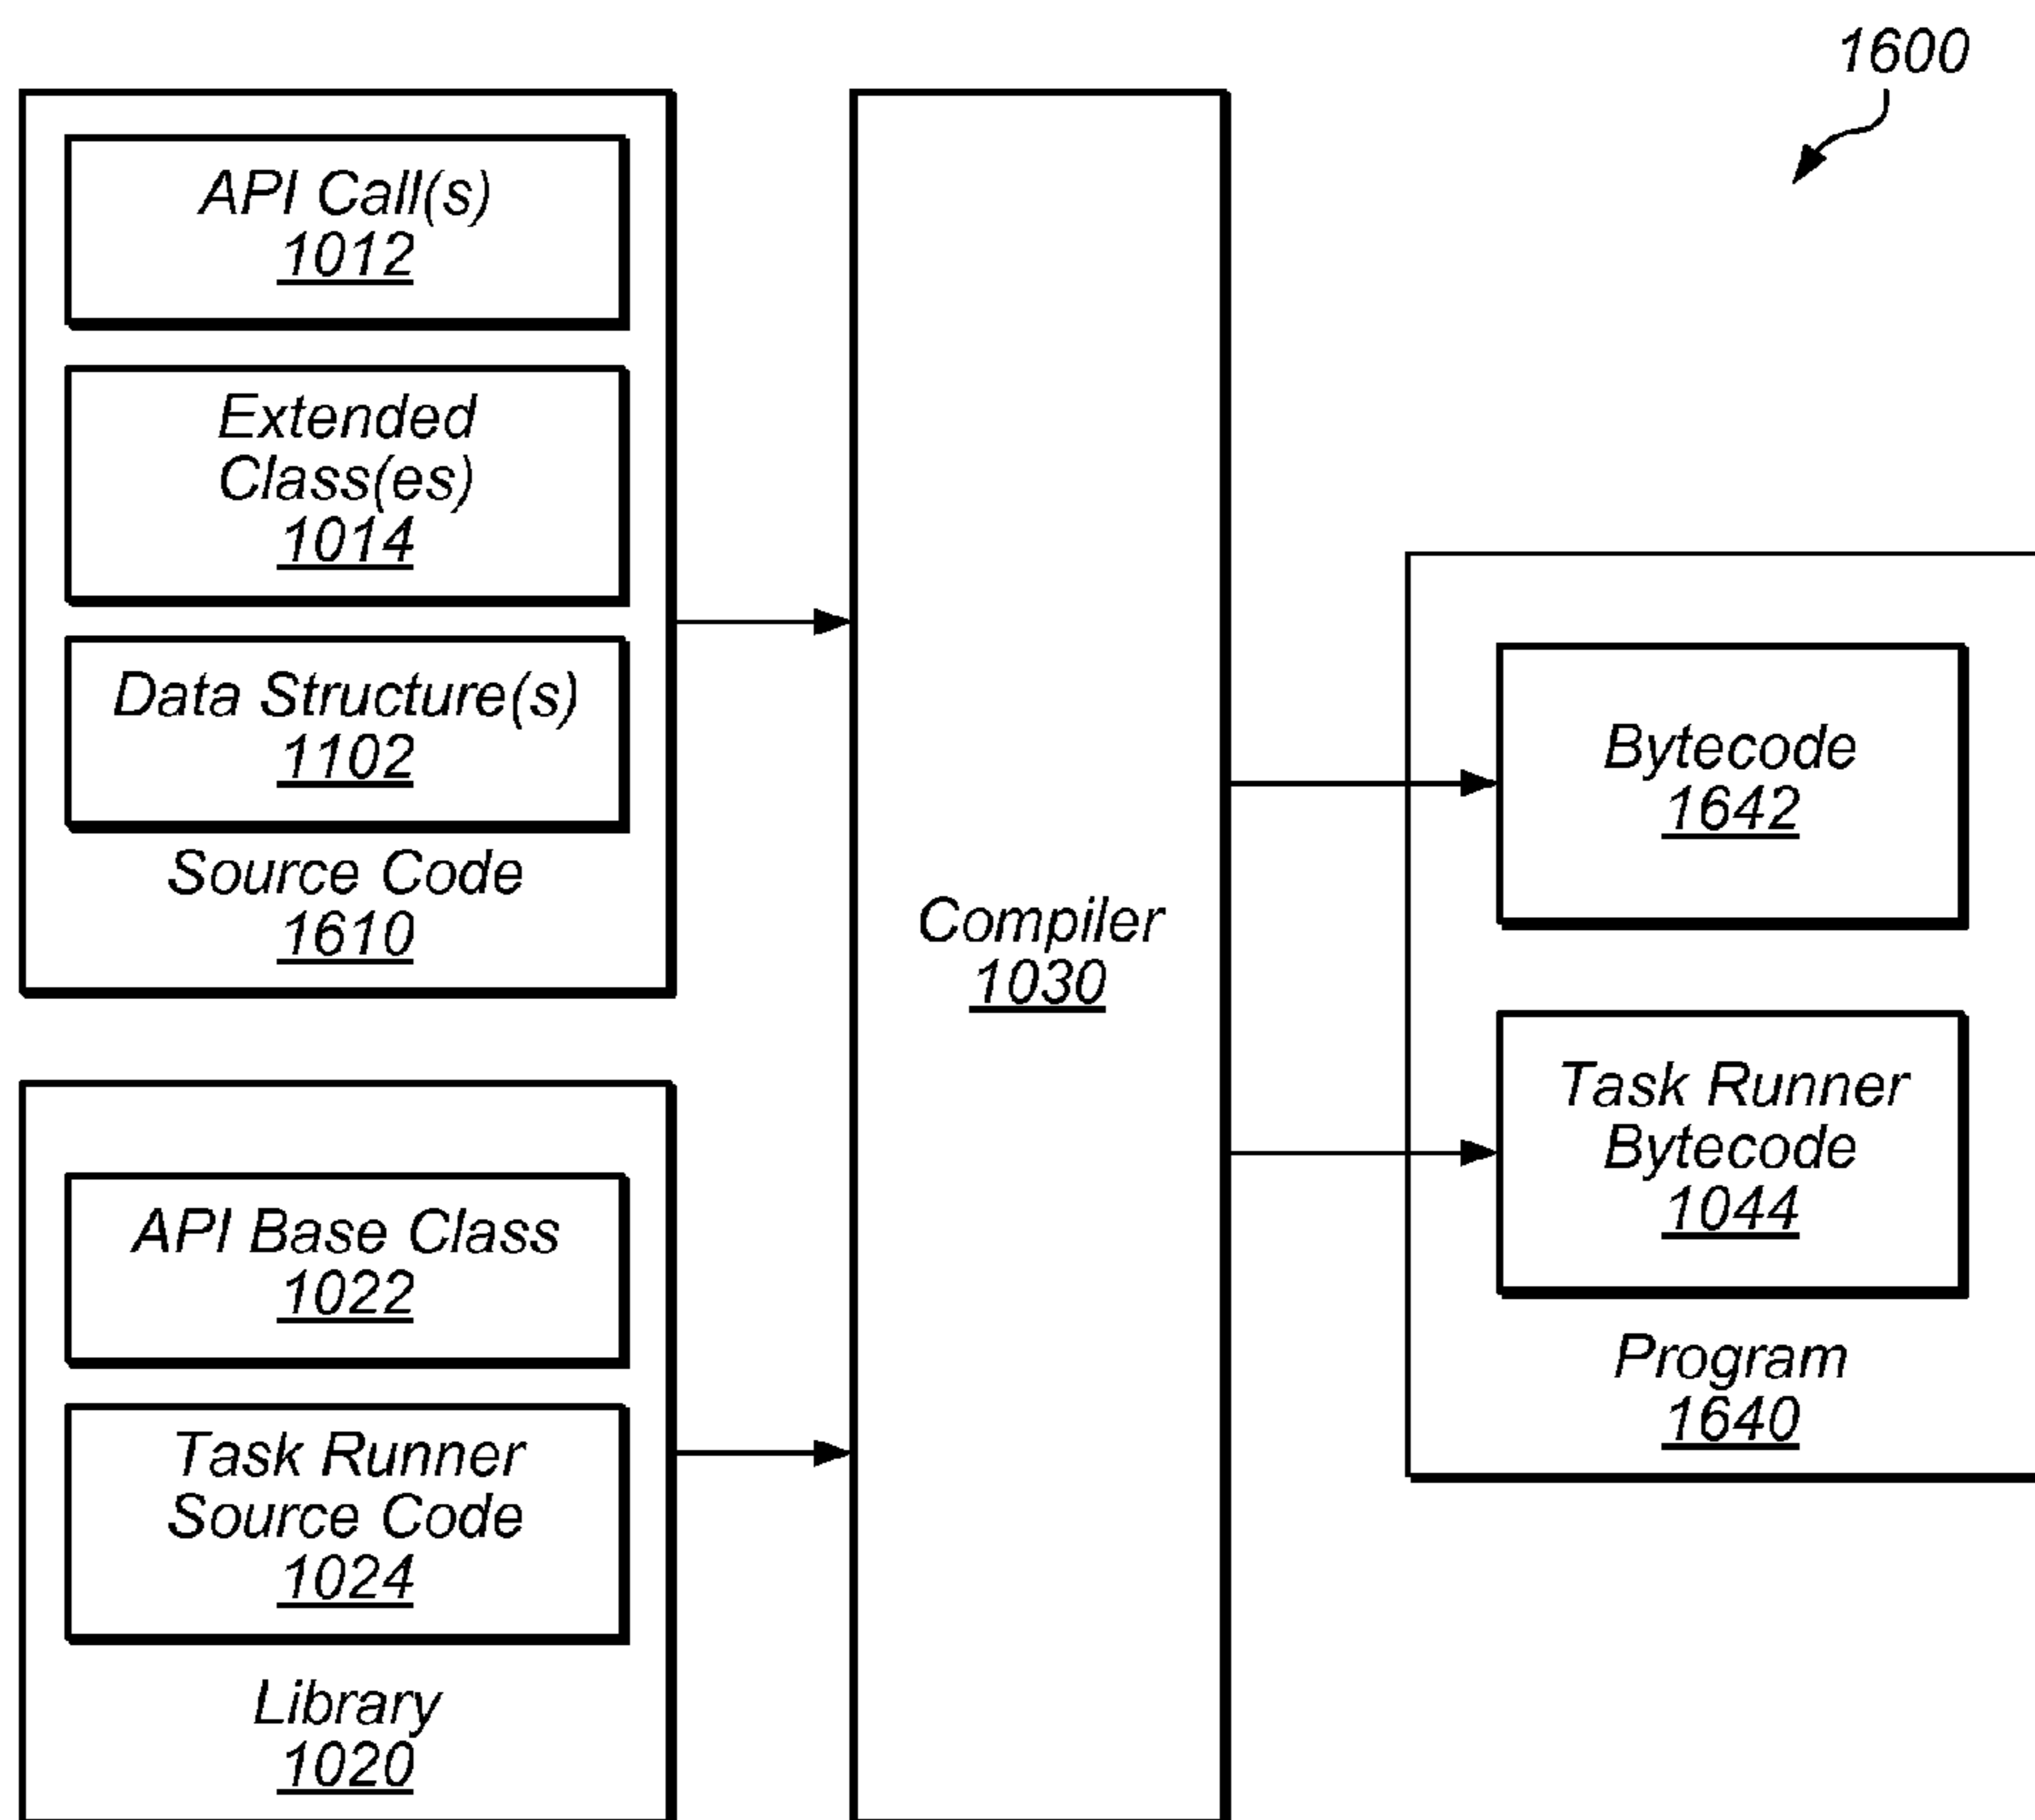 1600
API Call(s)
1012
Extended
Class(es)
1014
Data Structure(s)
1102
Source Code
1610
API Base Class
1022
Task Runner
Source Code
1024
Library
1020
Compiler
1030
Bytecode
1642
Task Runner
Bytecode
1044
Program
1640